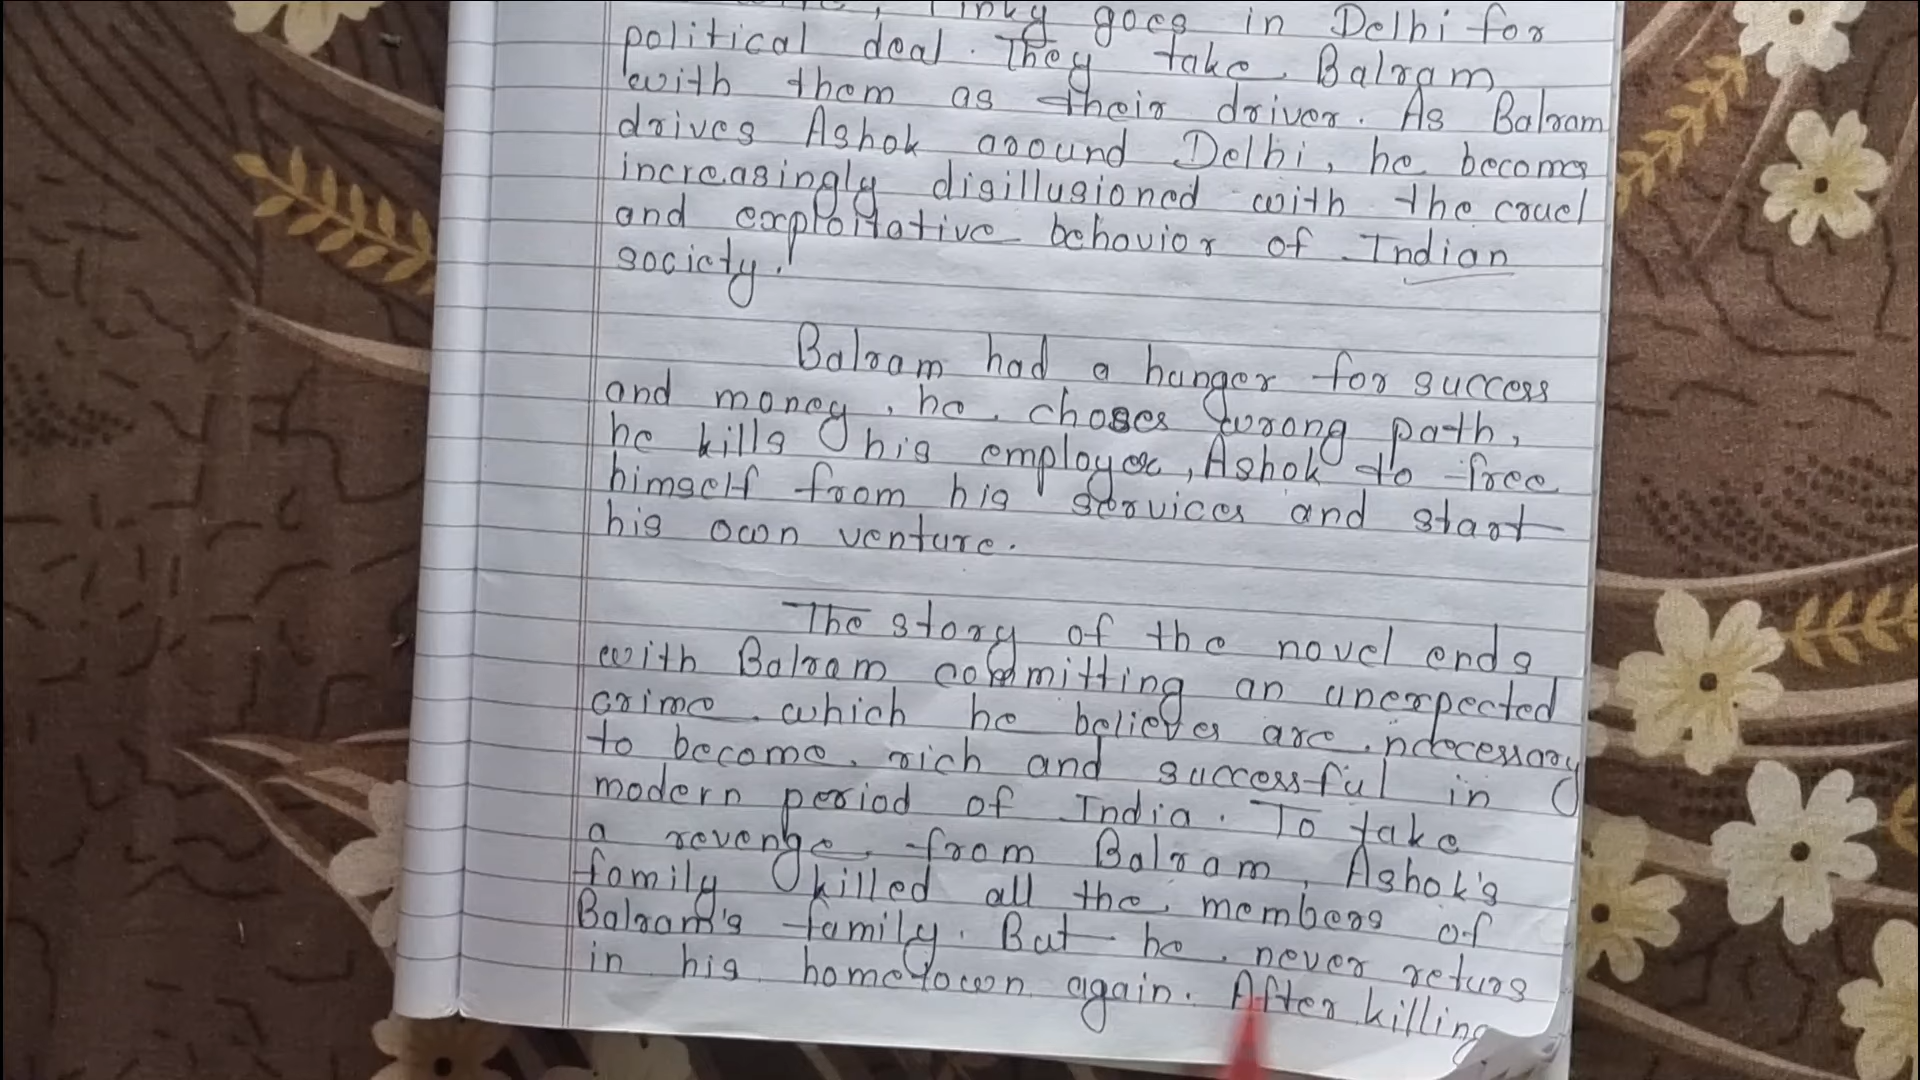 Pinky goes in Delhi for
political deal. They take Balram
with them as their driver. As Balram
drives Ashok around Delhi, he becomes
increasingly disillusioned with the cruel
and exploitative behavior of Indian
society.
Balram had a hunger for success
and money, he choses wrong path,
he kills his employer, Ashok to free
himself from his services and start
his own venture.
The story of the novel ends
with Balram committing an unexpected
crime which he believes are necessary
to become rich and successful in
modern period of India. To take
a revenge from Balram, Ashok's
family killed all the members of
Balram's family. But he never returs
in his hometown again. After killing